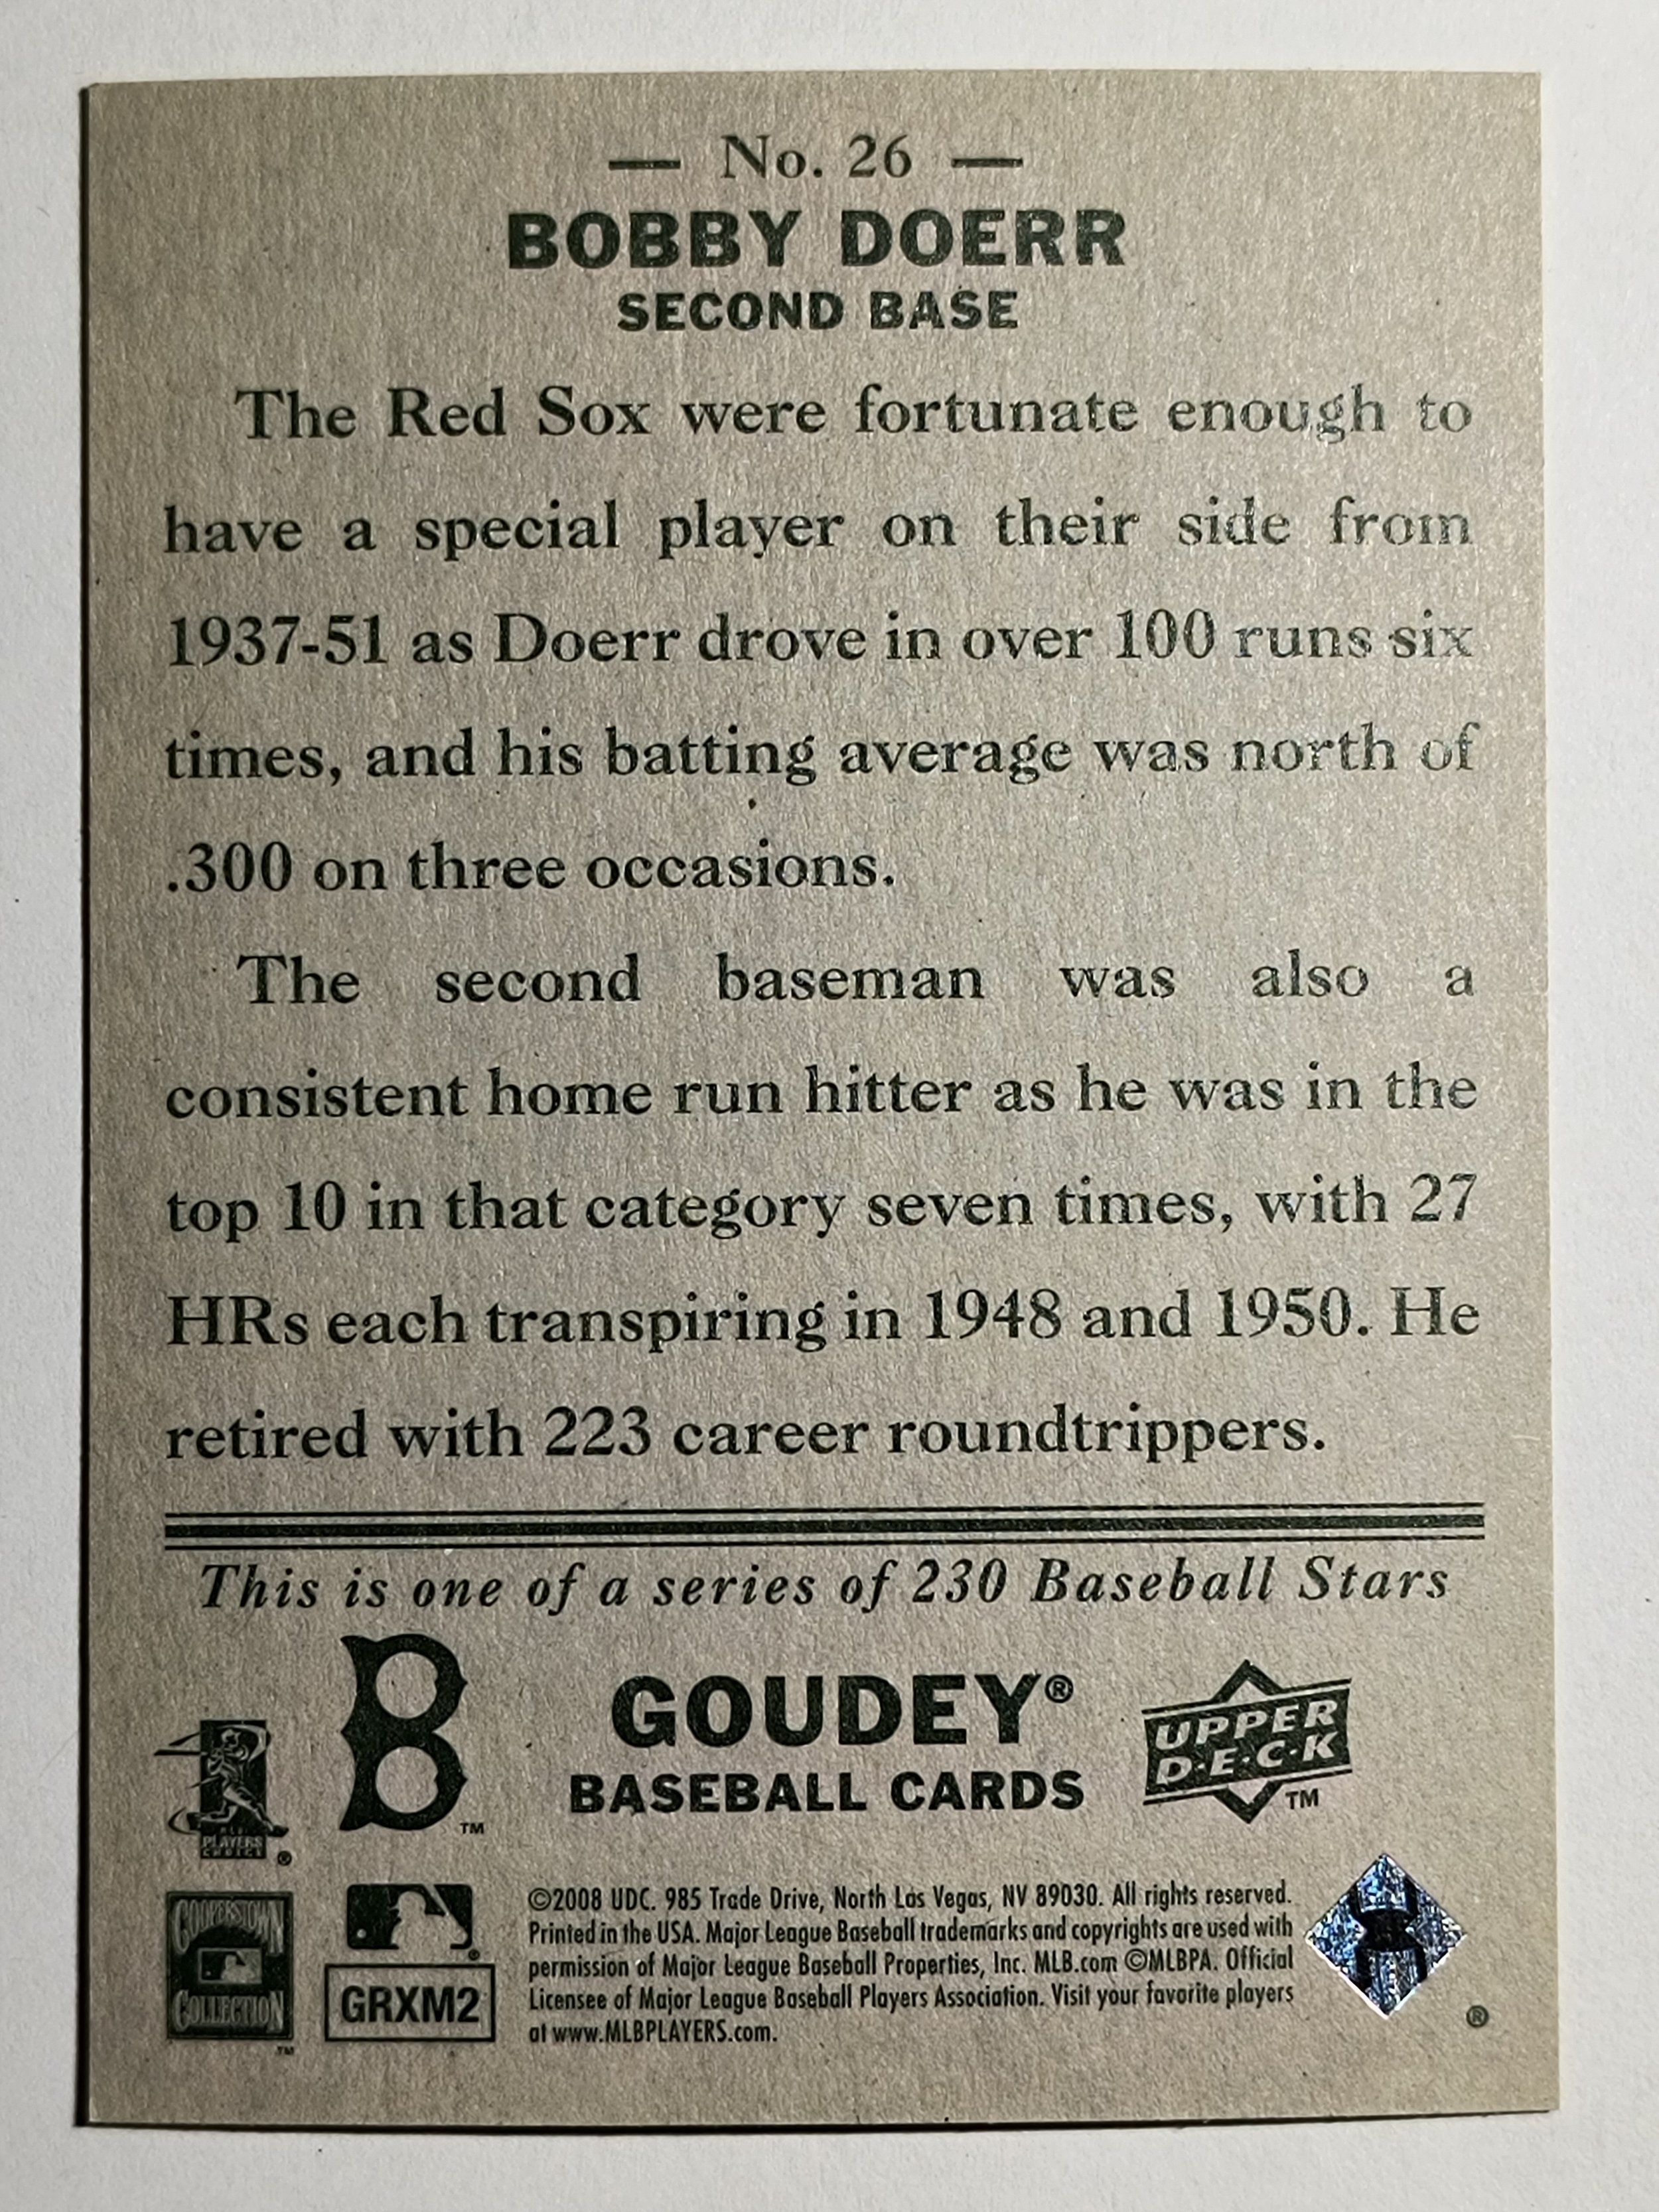 — No. 26 —
BOBBY DOERR
SECOND BASE
The Red Sox were fortunate enough to
have a special player on their side from
1937-51 as Doerr drove in over 100 runs six
times, and his batting average was north of
.300 on three occasions.
The second baseman was also a
consistent home run hitter as he was in the
top 10 in that category seven times, with 27
HRs each transpiring in 1948 and 1950. He
retired with 223 career roundtrippers.
This is one of a series of 230 Baseball Stars
B™
GOUDEY®
BASEBALL CARDS
UPPER
D·E·C·K
™
PLAYERS
CHOICE
®
COOPERSTOWN
COLLECTION
™
®
GRXM2
©2008 UDC. 985 Trade Drive, North Las Vegas, NV 89030. All rights reserved.
Printed in the USA. Major League Baseball trademarks and copyrights are used with
permission of Major League Baseball Properties, Inc. MLB.com ©MLBPA. Official
Licensee of Major League Baseball Players Association. Visit your favorite players
at www.MLBPLAYERS.com.
®